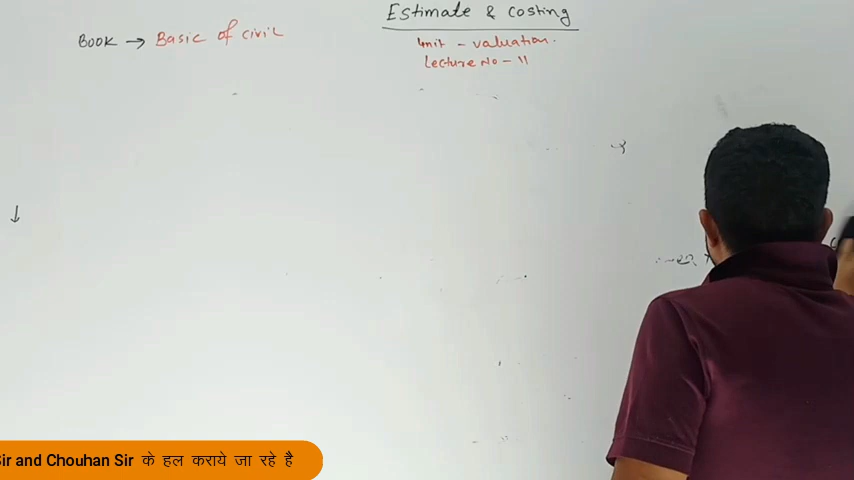 Estimate & Costing
BOOK → Basic of civil
Unit - valuation.
Lecture No - 11
Sir and Chouhan Sir के हल कराये जा रहे है